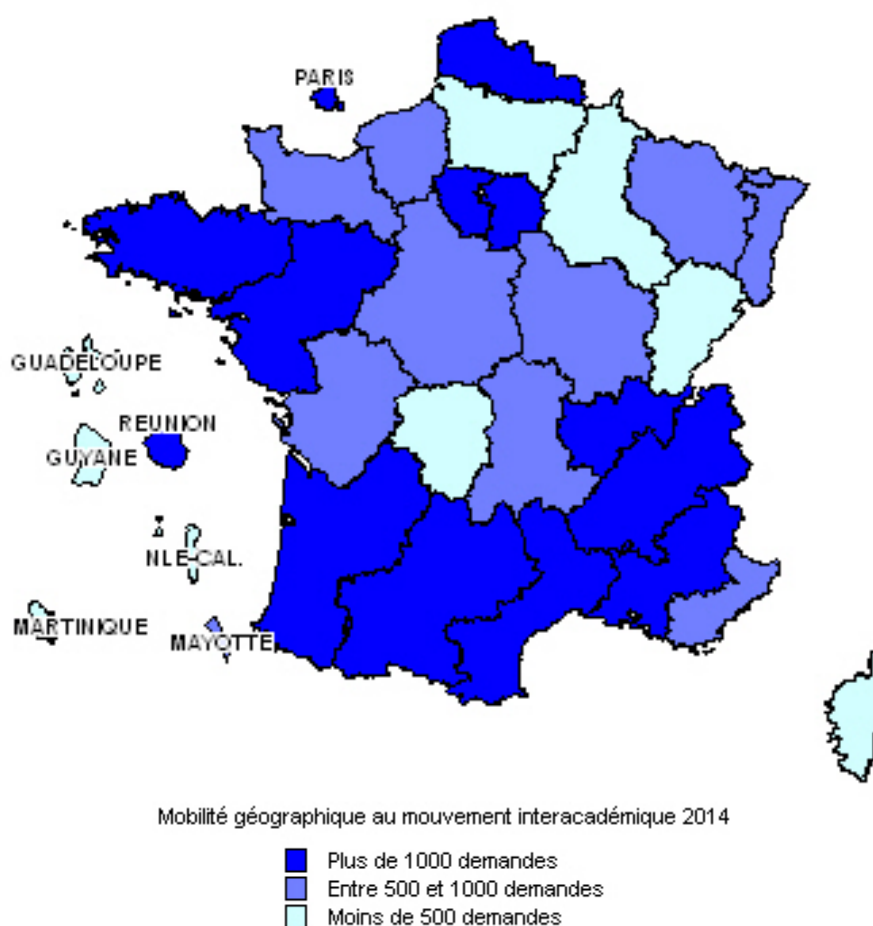 PARIS
GUADELOUPE
REUNION
GUYANE
NLE-CAL.
MARTINIQUE
MAYOTTE
Mobilité géographique au mouvement interacadémique 2014
Plus de 1000 demandes
Entre 500 et 1000 demandes
Moins de 500 demandes